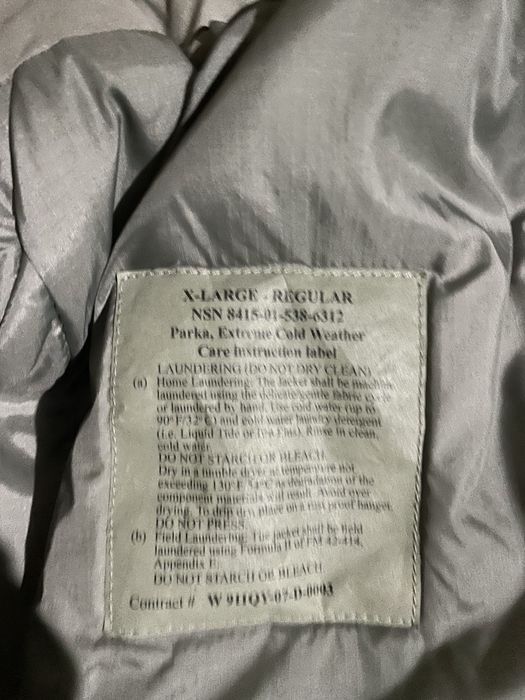 X-LARGE - REGULAR
NSN 8415-01-538-6312
Parka, Extreme Cold Weather
Care instruction label
LAUNDERING (DO NOT DRY CLEAN)
(a) Home Laundering: The Jacket shall be machine
laundered using the delicate/gentle fabric cycle
or laundered by hand. Use cold water (up to
90°F/32°C) and cold water laundry detergent
(i.e. Liquid Tide or Era Plus). Rinse in clean,
cold water.
DO NOT STARCH OR BLEACH
Dry in a tumble dryer at temperature not
exceeding 130°F/54°C as degradation of the
component materials will result. Avoid over
drying. To drip dry, place on a rust proof hanger.
DO NOT PRESS
(b) Field Laundering: The jacket shall be field
laundered using Formula II of FM 42-414,
Appendix E.
DO NOT STARCH OR BLEACH
Contract # W 911QY-07-D-0003